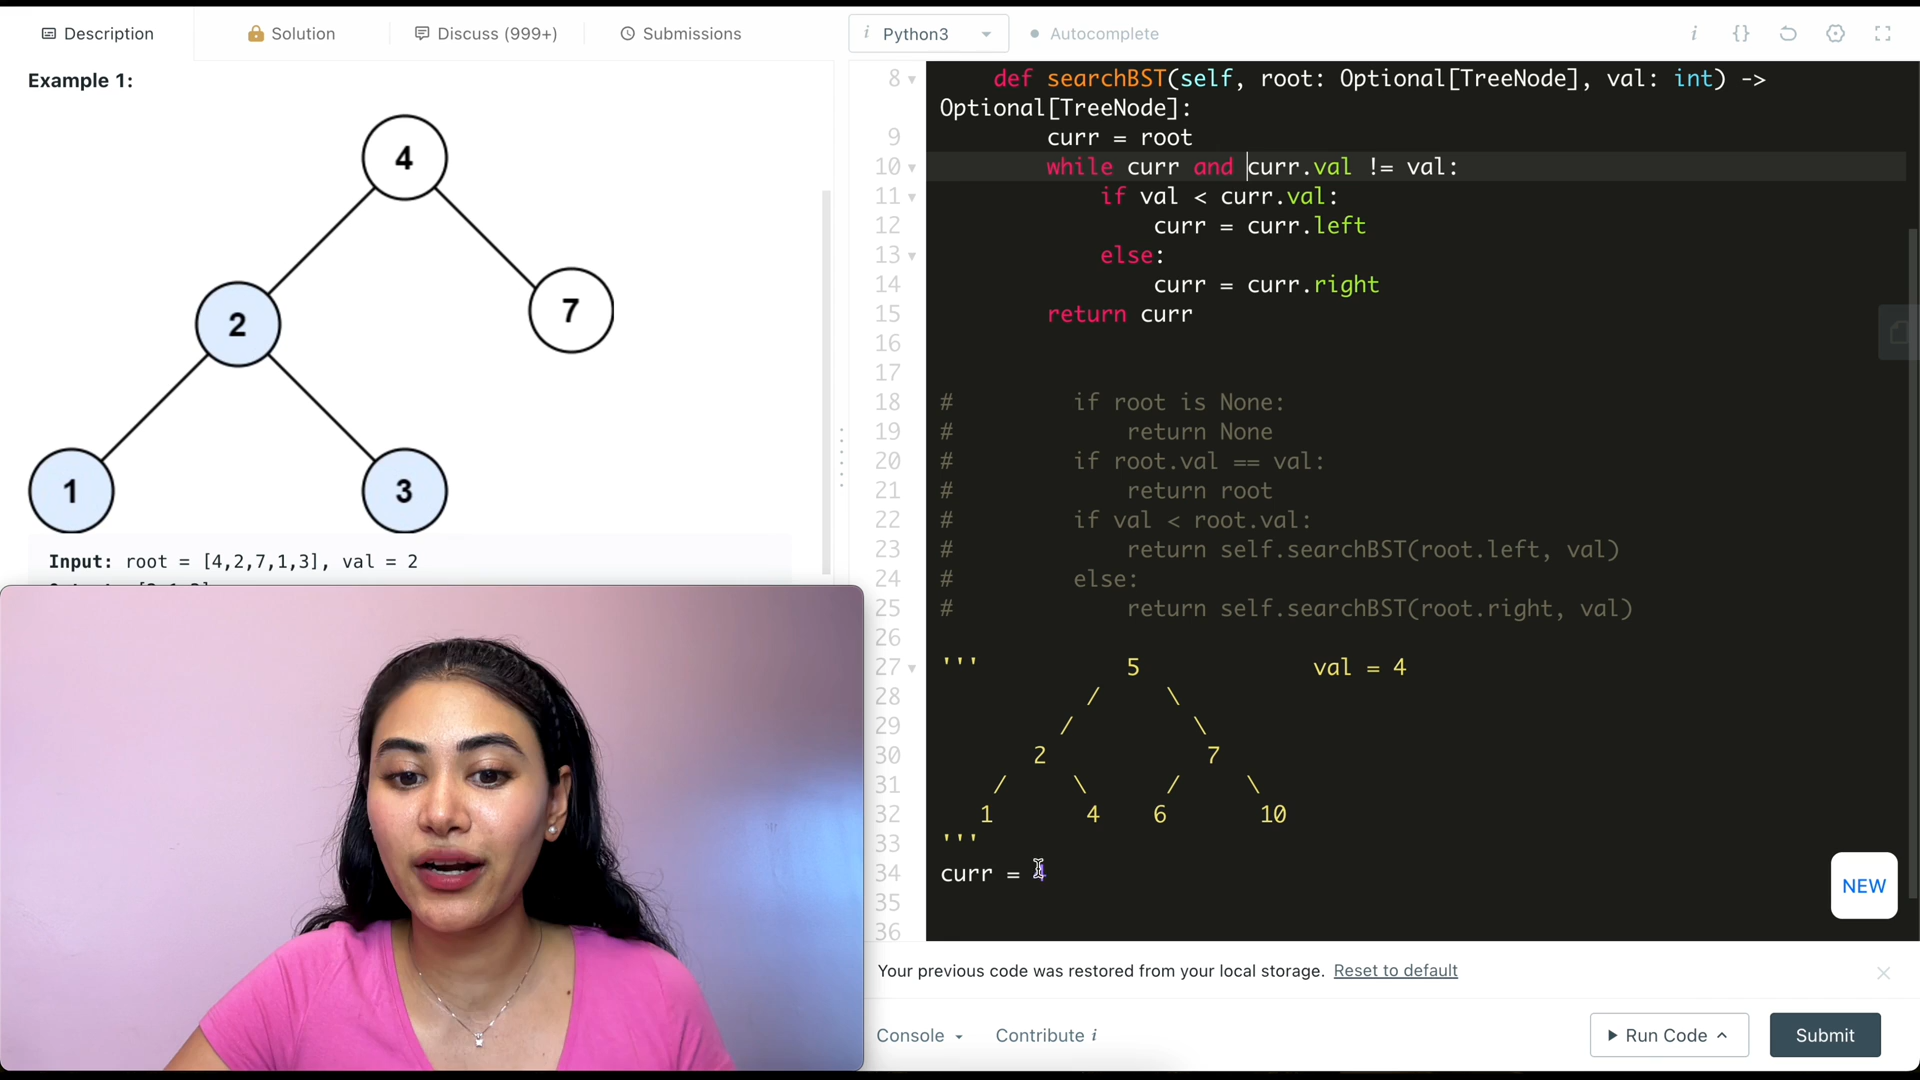 Description
Solution
Discuss (999+)
Submissions
i Python3
Autocomplete
i {}
Example 1:
4
2
7
1
3
Input: root = [4,2,7,1,3], val = 2
8 def searchBST(self, root: Optional[TreeNode], val: int) ->
Optional[TreeNode]:
9 curr = root
10 while curr and curr.val != val:
11 if val < curr.val:
12 curr = curr.left
13 else:
14 curr = curr.right
15 return curr
16
17
18 # if root is None:
19 # return None
20 # if root.val == val:
21 # return root
22 # if val < root.val:
23 # return self.searchBST(root.left, val)
24 # else:
25 # return self.searchBST(root.right, val)
26
27 ''' 5 val = 4
28 / \
29 / \
30 2 7
31 / \ / \
32 1 4 6 10
33 '''
34 curr = 4
35
36
NEW
Your previous code was restored from your local storage. Reset to default
Console
Contribute i
Run Code
Submit